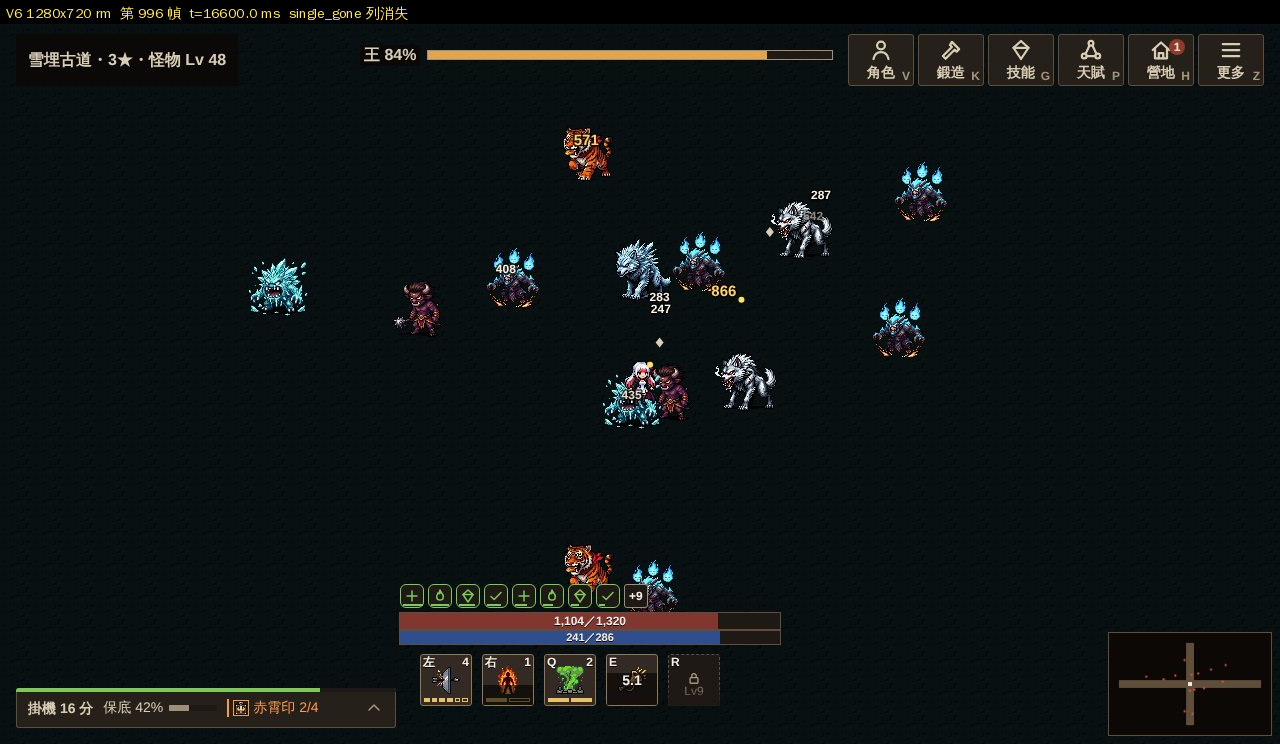 V6 1280x720 rm 第 996 幀 t=16600.0 ms single_gone 列消失
雪埋古道・3★・怪物 Lv 48
王 84%
角色 V
鍛造 K
技能 G
天賦 P
營地 H 1
更多 Z
571
287
542
408
866
283
247
435
+9
1,104／1,320
241／286
左 4
右 1
Q 2
E 5.1
R Lv9
掛機 16 分 保底 42% 赤霄印 2/4